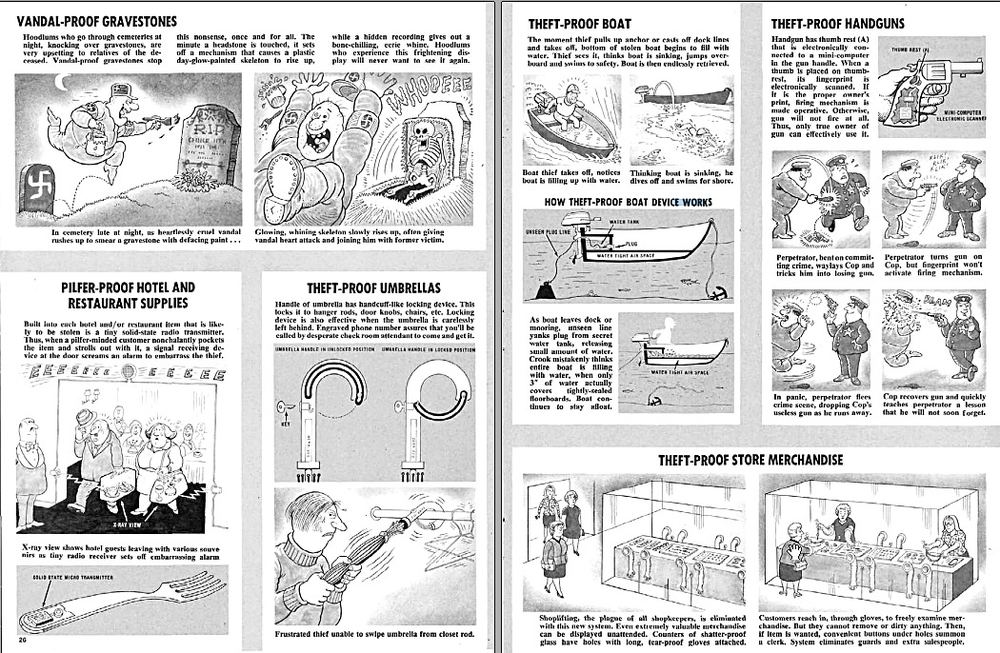 VANDAL-PROOF GRAVESTONES
Hoodlums who go through cemeteries at
night, knocking over gravestones, are
very upsetting to relatives of the de-
ceased. Vandal-proof gravestones stop
this nonsense, once and for all. The
minute a headstone is touched, it sets
off a mechanism that causes a plastic
day-glow-painted skeleton to rise up,
while a hidden recording gives out a
bone-chilling, eerie whine. Hoodlums
who experience this frightening dis-
play will never want to see it again.
RIP
WHOOFEEE
In cemetery late at night, as heartlessly cruel vandal
rushes up to smear a gravestone with defacing paint . . .
Glowing, whining skeleton slowly rises up, often giving
vandal heart attack and joining him with former victim.
PILFER-PROOF HOTEL AND
RESTAURANT SUPPLIES
Built into each hotel and/or restaurant item that is like-
ly to be stolen is a tiny solid-state radio transmitter.
Thus, when a pilfer-minded customer nonchalantly pockets
the item and strolls out with it, a signal receiving de-
vice at the door screams an alarm to embarrass the thief.
X-RAY VIEW
X-ray view shows hotel guests leaving with various souve
nirs as tiny radio receiver sets off embarrassing alarm
SOLID STATE MICRO TRANSMITTER
26
THEFT-PROOF UMBRELLAS
Handle of umbrella has handcuff-like locking device. This
locks it to hanger rods, door knobs, chairs, etc. Locking
device is also effective when the umbrella is carelessly
left behind. Engraved phone number assures that you'll be
called by desperate check room attendant to come and get it.
UMBRELLA HANDLE IN UNLOCKED POSITION
UMBRELLA HANDLE IN LOCKED POSITION
KEY
Frustrated thief unable to swipe umbrella from closet rod.
THEFT-PROOF BOAT
The moment thief pulls up anchor or casts off dock lines
and takes off, bottom of stolen boat begins to fill with
water. Thief sees it, thinks boat is sinking, jumps over-
board and swims to safety. Boat is then endlessly retrieved.
Boat thief takes off, notices
boat is filling up with water.
Thinking boat is sinking, he
dives off and swims for shore.
HOW THEFT-PROOF BOAT DEVICE WORKS
WATER TANK
UNSEEN PLUG LINE
PLUG
WATER TIGHT AIR SPACE
As boat leaves dock or
mooring, unseen line
yanks plug from secret
water tank, releasing
small amount of water.
Crook mistakenly thinks
entire boat is filling
with water, when only
3" of water actually
covers tightly-sealed
floorboards. Boat con-
tinues to stay afloat.
WATER TIGHT AIR SPACE
THEFT-PROOF HANDGUNS
Handgun has thumb rest (A)
that is electronically con-
nected to a mini-computer
in the gun handle. When a
thumb is placed on thumb-
rest, its fingerprint is
electronically scanned. If
it is the proper owner's
print, firing mechanism is
made operative. Otherwise,
gun will not fire at all.
Thus, only true owner of
gun can effectively use it.
THUMB REST (A)
MINI-COMPUTER
ELECTRONIC SCANNER
Perpetrator, bent on commit-
ting crime, waylays Cop and
tricks him into losing gun.
Perpetrator turns gun on
Cop, but fingerprint won't
activate firing mechanism.
BLAM
In panic, perpetrator flees
crime scene, dropping Cop's
useless gun as he runs away.
Cop recovers gun and quickly
teaches perpetrator a lesson
that he will not soon forget.
THEFT-PROOF STORE MERCHANDISE
Shoplifting, the plague of all shopkeepers, is eliminated
with this new system. Even extremely valuable merchandise
can be displayed unattended. Counters of shatter-proof
glass have holes with long, tear-proof gloves attached.
Customers reach in, through gloves, to freely examine mer-
chandise. But they cannot remove or dirty anything. Then,
if item is wanted, convenient buttons under holes summon
a clerk. System eliminates guards and extra salespeople.